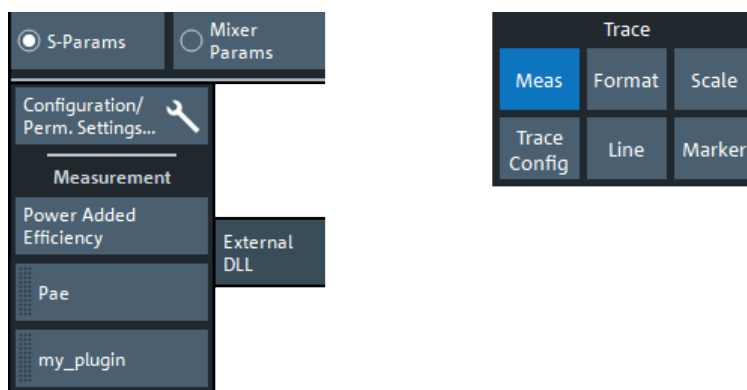 S-Params
Mixer
Params
Configuration/
Perm. Settings...
Measurement
Power Added
Efficiency
External
DLL
Pae
my_plugin
Trace
Meas Format Scale
Trace
Config
Line
Marker